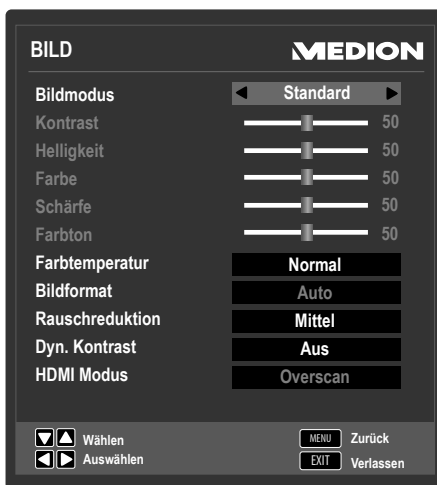 BILD MEDION
Bildmodus Standard
Kontrast 50
Helligkeit 50
Farbe 50
Schärfe 50
Farbton 50
Farbtemperatur Normal
Bildformat Auto
Rauschreduktion Mittel
Dyn. Kontrast Aus
HDMI Modus Overscan
Wählen MENU Zurück
Auswählen EXIT Verlassen